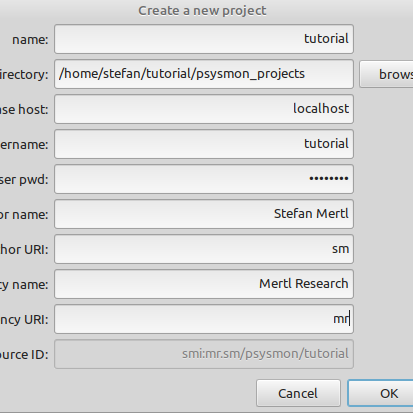 Create a new project
name: tutorial
irectory: /home/stefan/tutorial/psysmon_projects brows
ase host: localhost
ername: tutorial
ser pwd: ••••••••
or name: Stefan Mertl
hor URI: sm
cy name: Mertl Research
ncy URI: mr
ource ID: smi:mr.sm/psysmon/tutorial
Cancel OK